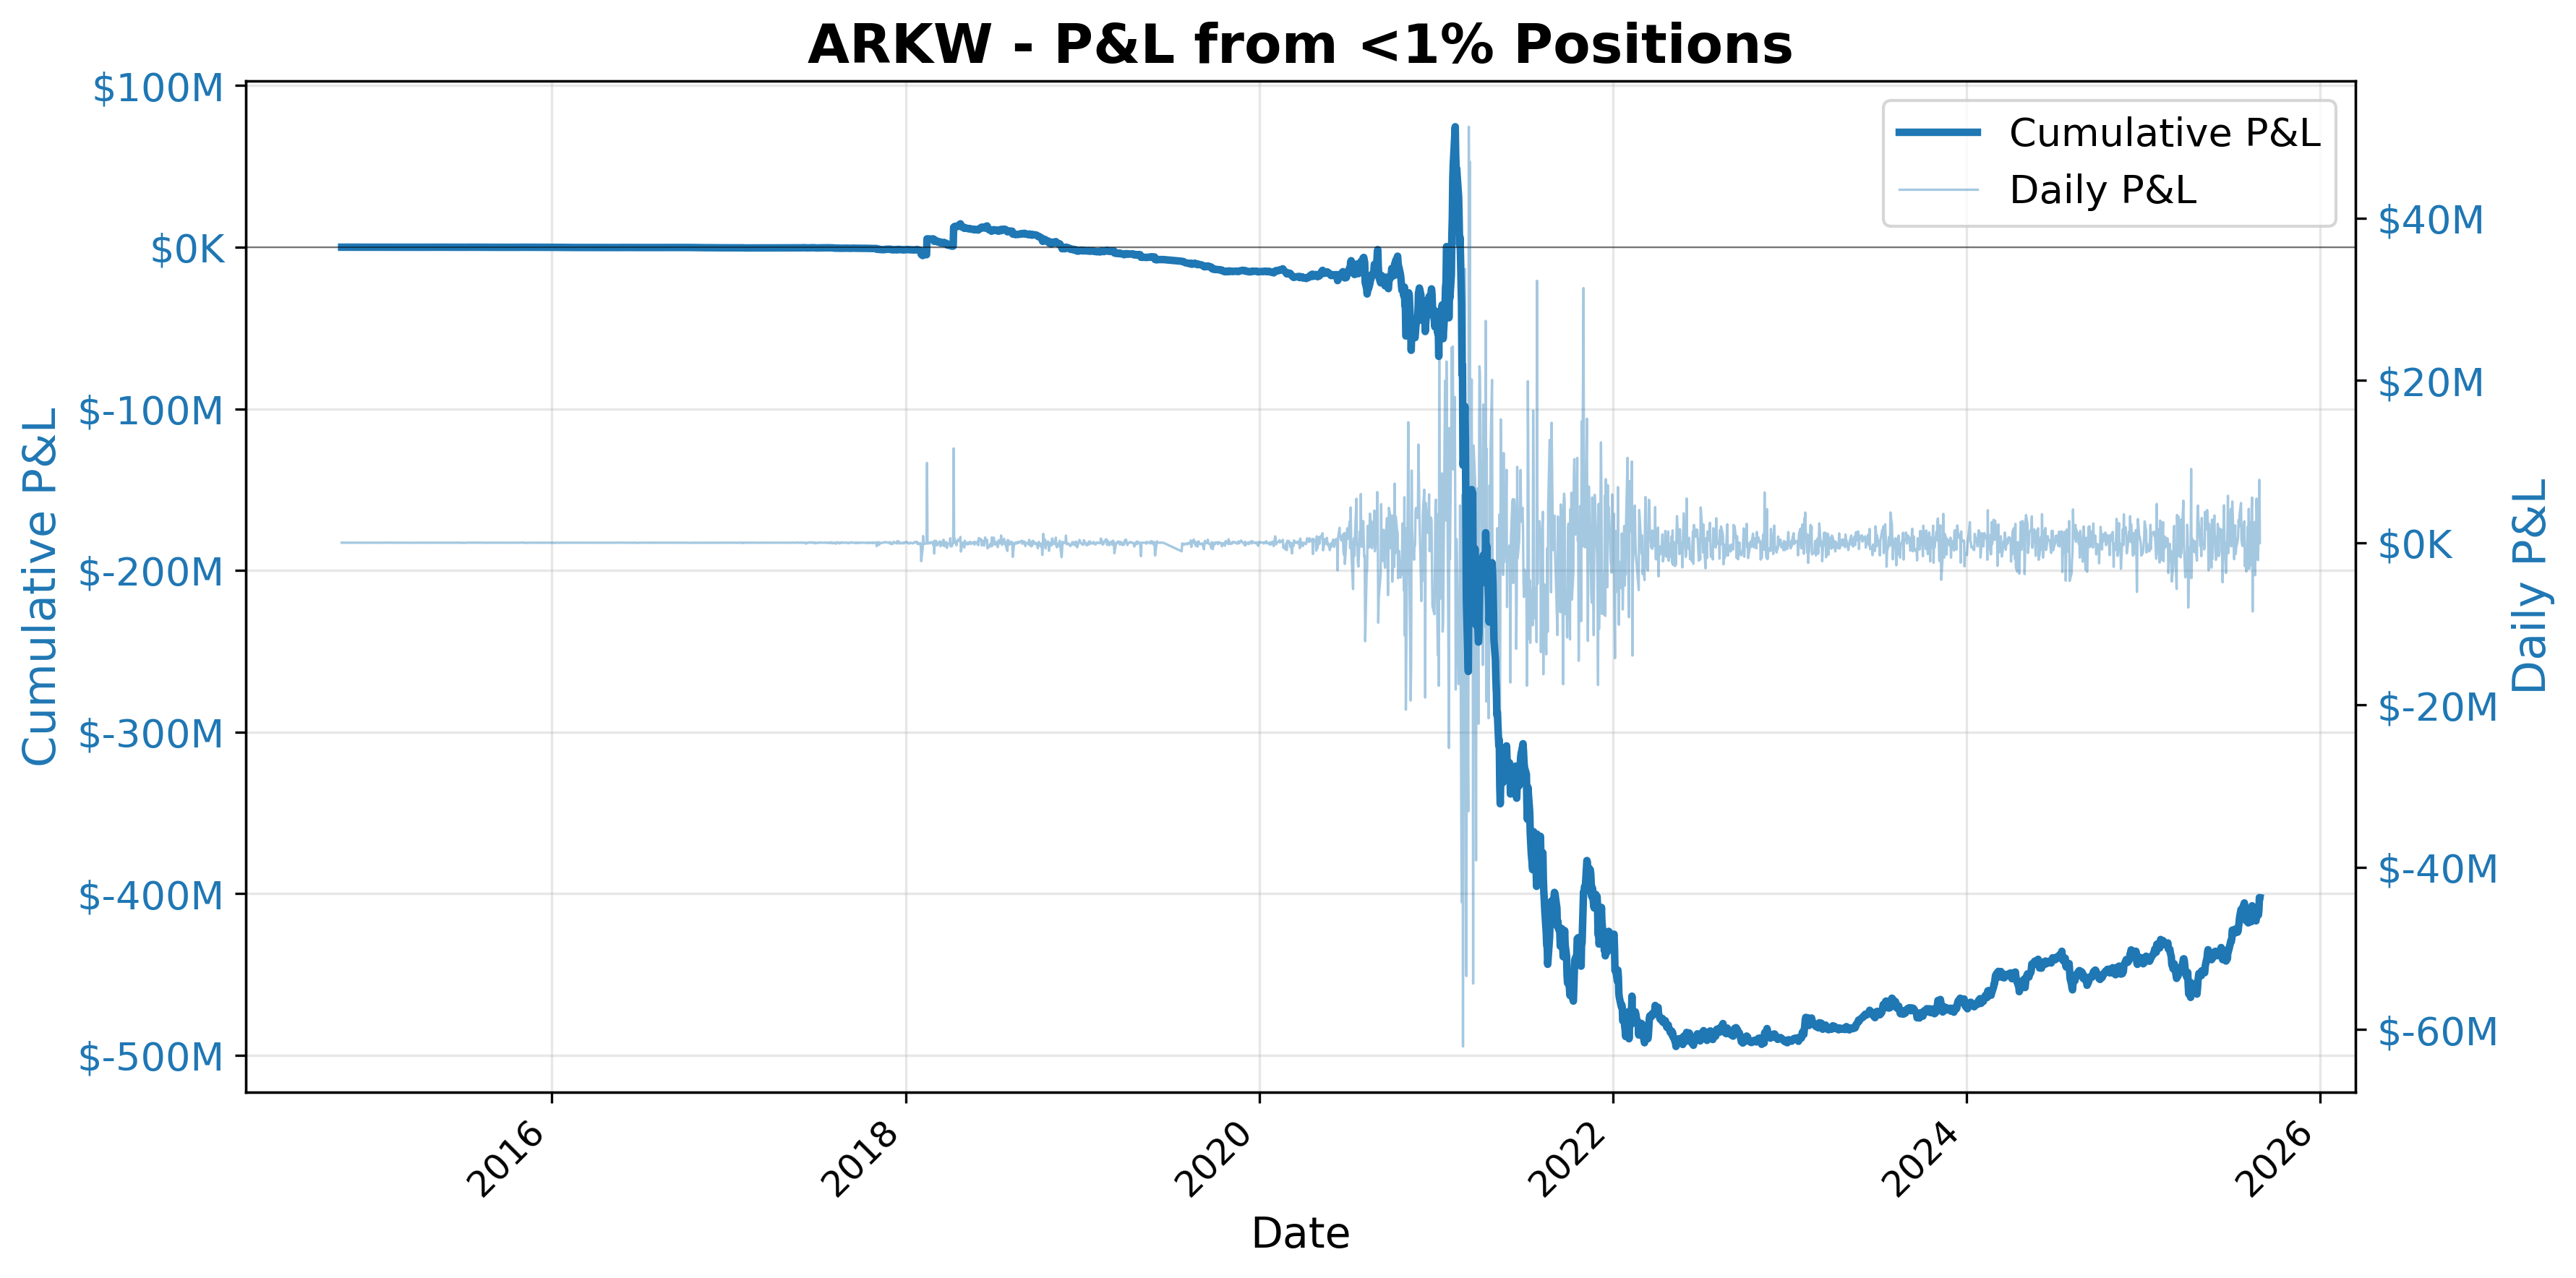 ARKW - P&L from <1% Positions
Cumulative P&L
$100M
$0K
$-100M
$-200M
$-300M
$-400M
$-500M
Cumulative P&L
Daily P&L
$40M
$20M
$0K
$-20M
$-40M
$-60M
Daily P&L
2016
2018
2020
2022
2024
2026
Date